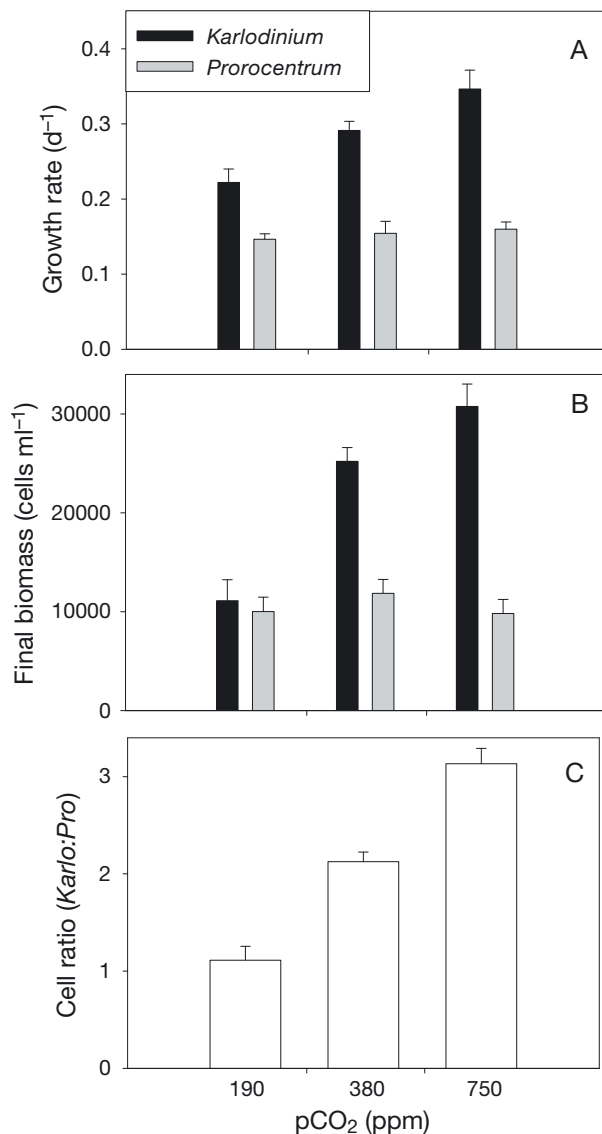 Karlodinium
Prorocentrum
A
0.4
0.3
0.2
0.1
0.0
Growth rate (d⁻¹)
B
30000
20000
10000
0
Final biomass (cells ml⁻¹)
C
3
2
1
0
Cell ratio (Karlo:Pro)
190 380 750
pCO₂ (ppm)